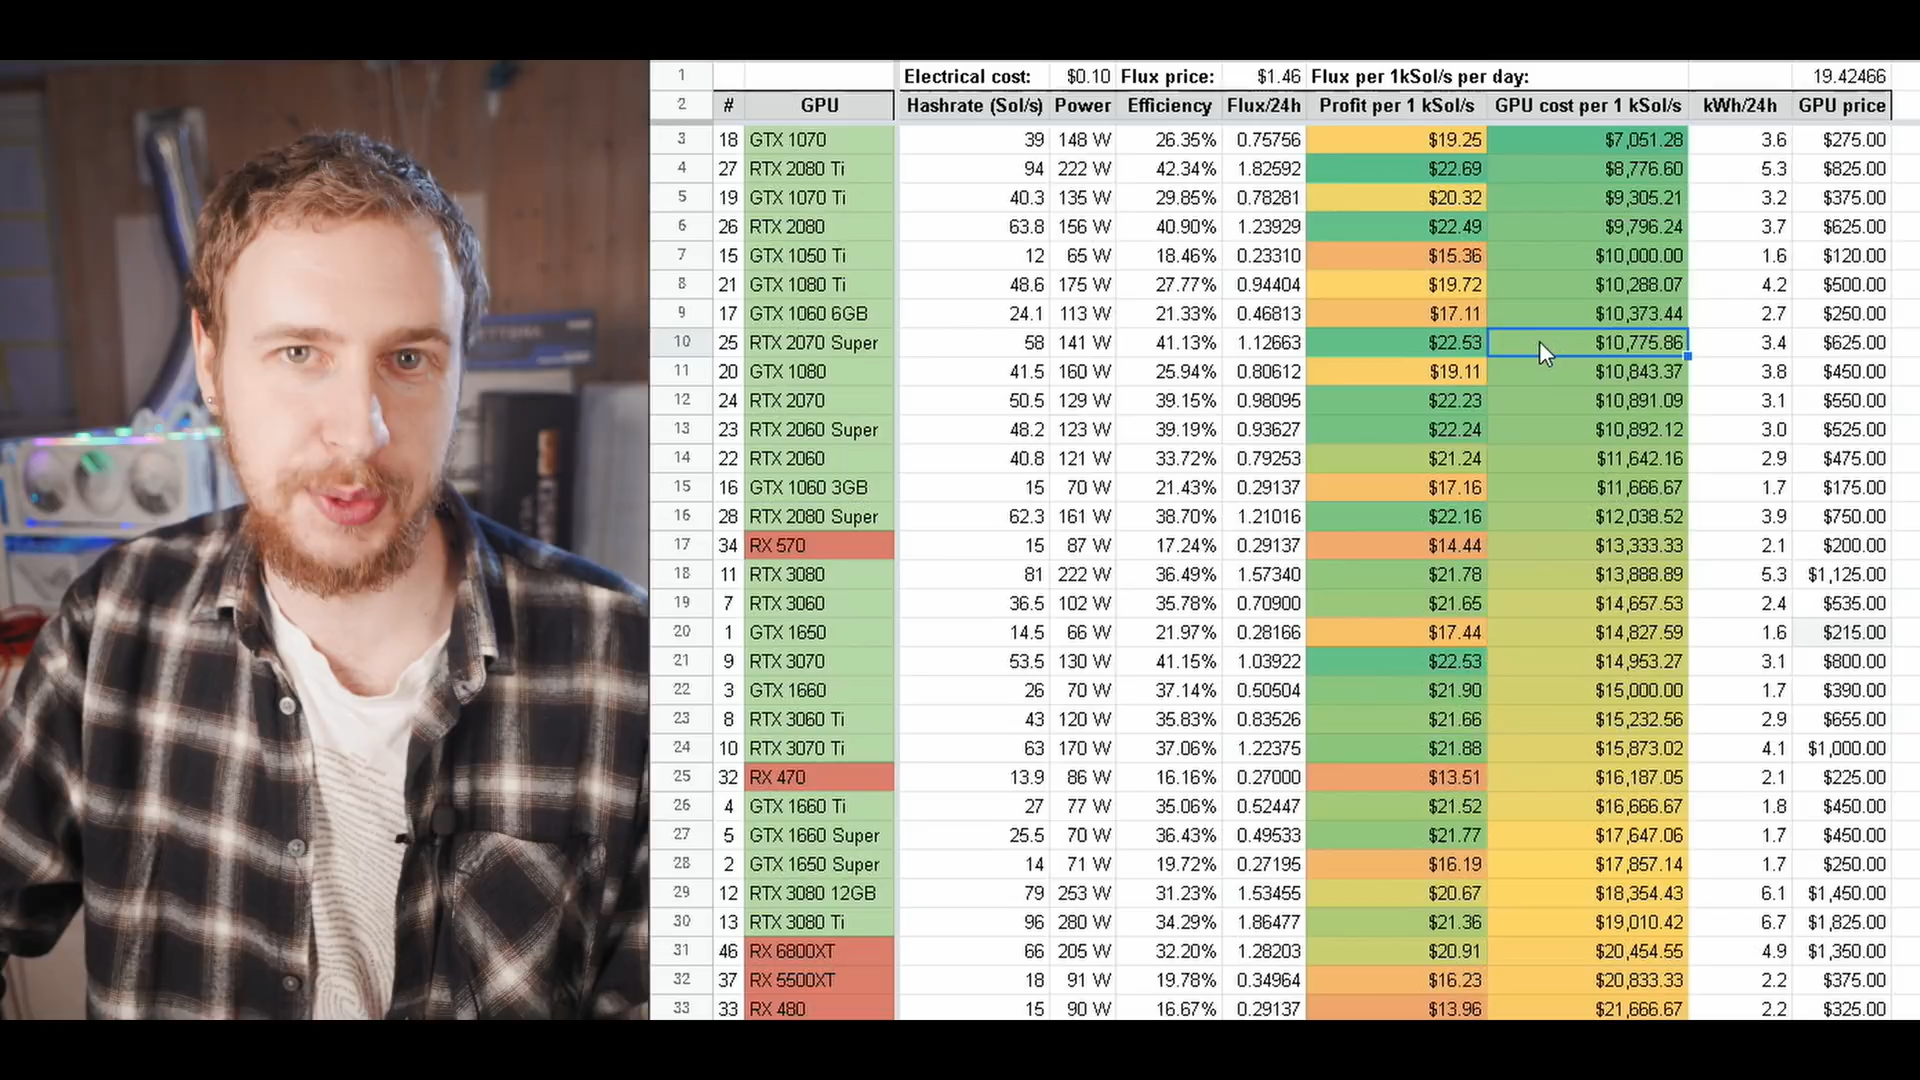 1 Electrical cost: $0.10 Flux price: $1.46 Flux per 1kSol/s per day: 19.42466
2 # GPU Hashrate (Sol/s) Power Efficiency Flux/24h Profit per 1 kSol/s GPU cost per 1 kSol/s kWh/24h GPU price
3 18 GTX 1070 39 148 W 26.35% 0.75756 $19.25 $7,051.28 3.6 $275.00
4 27 RTX 2080 Ti 94 222 W 42.34% 1.82592 $22.69 $8,776.60 5.3 $825.00
5 19 GTX 1070 Ti 40.3 135 W 29.85% 0.78281 $20.32 $9,305.21 3.2 $375.00
6 26 RTX 2080 63.8 156 W 40.90% 1.23929 $22.49 $9,796.24 3.7 $625.00
7 15 GTX 1050 Ti 12 65 W 18.46% 0.23310 $15.36 $10,000.00 1.6 $120.00
8 21 GTX 1080 Ti 48.6 175 W 27.77% 0.94404 $19.72 $10,288.07 4.2 $500.00
9 17 GTX 1060 6GB 24.1 113 W 21.33% 0.46813 $17.11 $10,373.44 2.7 $250.00
10 25 RTX 2070 Super 58 141 W 41.13% 1.12663 $22.53 $10,775.86 3.4 $625.00
11 20 GTX 1080 41.5 160 W 25.94% 0.80612 $19.11 $10,843.37 3.8 $450.00
12 24 RTX 2070 50.5 129 W 39.15% 0.98095 $22.23 $10,891.09 3.1 $550.00
13 23 RTX 2060 Super 48.2 123 W 39.19% 0.93627 $22.24 $10,892.12 3.0 $525.00
14 22 RTX 2060 40.8 121 W 33.72% 0.79253 $21.24 $11,642.16 2.9 $475.00
15 16 GTX 1060 3GB 15 70 W 21.43% 0.29137 $17.16 $11,666.67 1.7 $175.00
16 28 RTX 2080 Super 62.3 161 W 38.70% 1.21016 $22.16 $12,038.52 3.9 $750.00
17 34 RX 570 15 87 W 17.24% 0.29137 $14.44 $13,333.33 2.1 $200.00
18 11 RTX 3080 81 222 W 36.49% 1.57340 $21.78 $13,888.89 5.3 $1,125.00
19 7 RTX 3060 36.5 102 W 35.78% 0.70900 $21.65 $14,657.53 2.4 $535.00
20 1 GTX 1650 14.5 66 W 21.97% 0.28166 $17.44 $14,827.59 1.6 $215.00
21 9 RTX 3070 53.5 130 W 41.15% 1.03922 $22.53 $14,953.27 3.1 $800.00
22 3 GTX 1660 26 70 W 37.14% 0.50504 $21.90 $15,000.00 1.7 $390.00
23 8 RTX 3060 Ti 43 120 W 35.83% 0.83526 $21.66 $15,232.56 2.9 $655.00
24 10 RTX 3070 Ti 63 170 W 37.06% 1.22375 $21.88 $15,873.02 4.1 $1,000.00
25 32 RX 470 13.9 86 W 16.16% 0.27000 $13.51 $16,187.05 2.1 $225.00
26 4 GTX 1660 Ti 27 77 W 35.06% 0.52447 $21.52 $16,666.67 1.8 $450.00
27 5 GTX 1660 Super 25.5 70 W 36.43% 0.49533 $21.77 $17,647.06 1.7 $450.00
28 2 GTX 1650 Super 14 71 W 19.72% 0.27195 $16.19 $17,857.14 1.7 $250.00
29 12 RTX 3080 12GB 79 253 W 31.23% 1.53455 $20.67 $18,354.43 6.1 $1,450.00
30 13 RTX 3080 Ti 96 280 W 34.29% 1.86477 $21.36 $19,010.42 6.7 $1,825.00
31 46 RX 6800XT 66 205 W 32.20% 1.28203 $20.91 $20,454.55 4.9 $1,350.00
32 37 RX 5500XT 18 91 W 19.78% 0.34964 $16.23 $20,833.33 2.2 $375.00
33 33 RX 480 15 90 W 16.67% 0.29137 $13.96 $21,666.67 2.2 $325.00